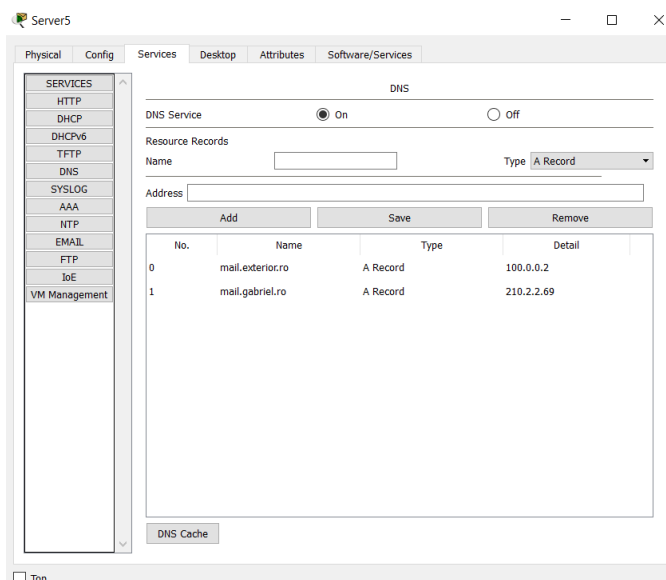 Server5
Physical Config Services Desktop Attributes Software/Services
SERVICES
HTTP
DHCP
DHCPv6
TFTP
DNS
SYSLOG
AAA
NTP
EMAIL
FTP
IoE
VM Management
DNS
DNS Service On Off
Resource Records
Name Type A Record
Address
Add Save Remove
No. Name Type Detail
0 mail.exterior.ro A Record 100.0.0.2
1 mail.gabriel.ro A Record 210.2.2.69
DNS Cache
Top